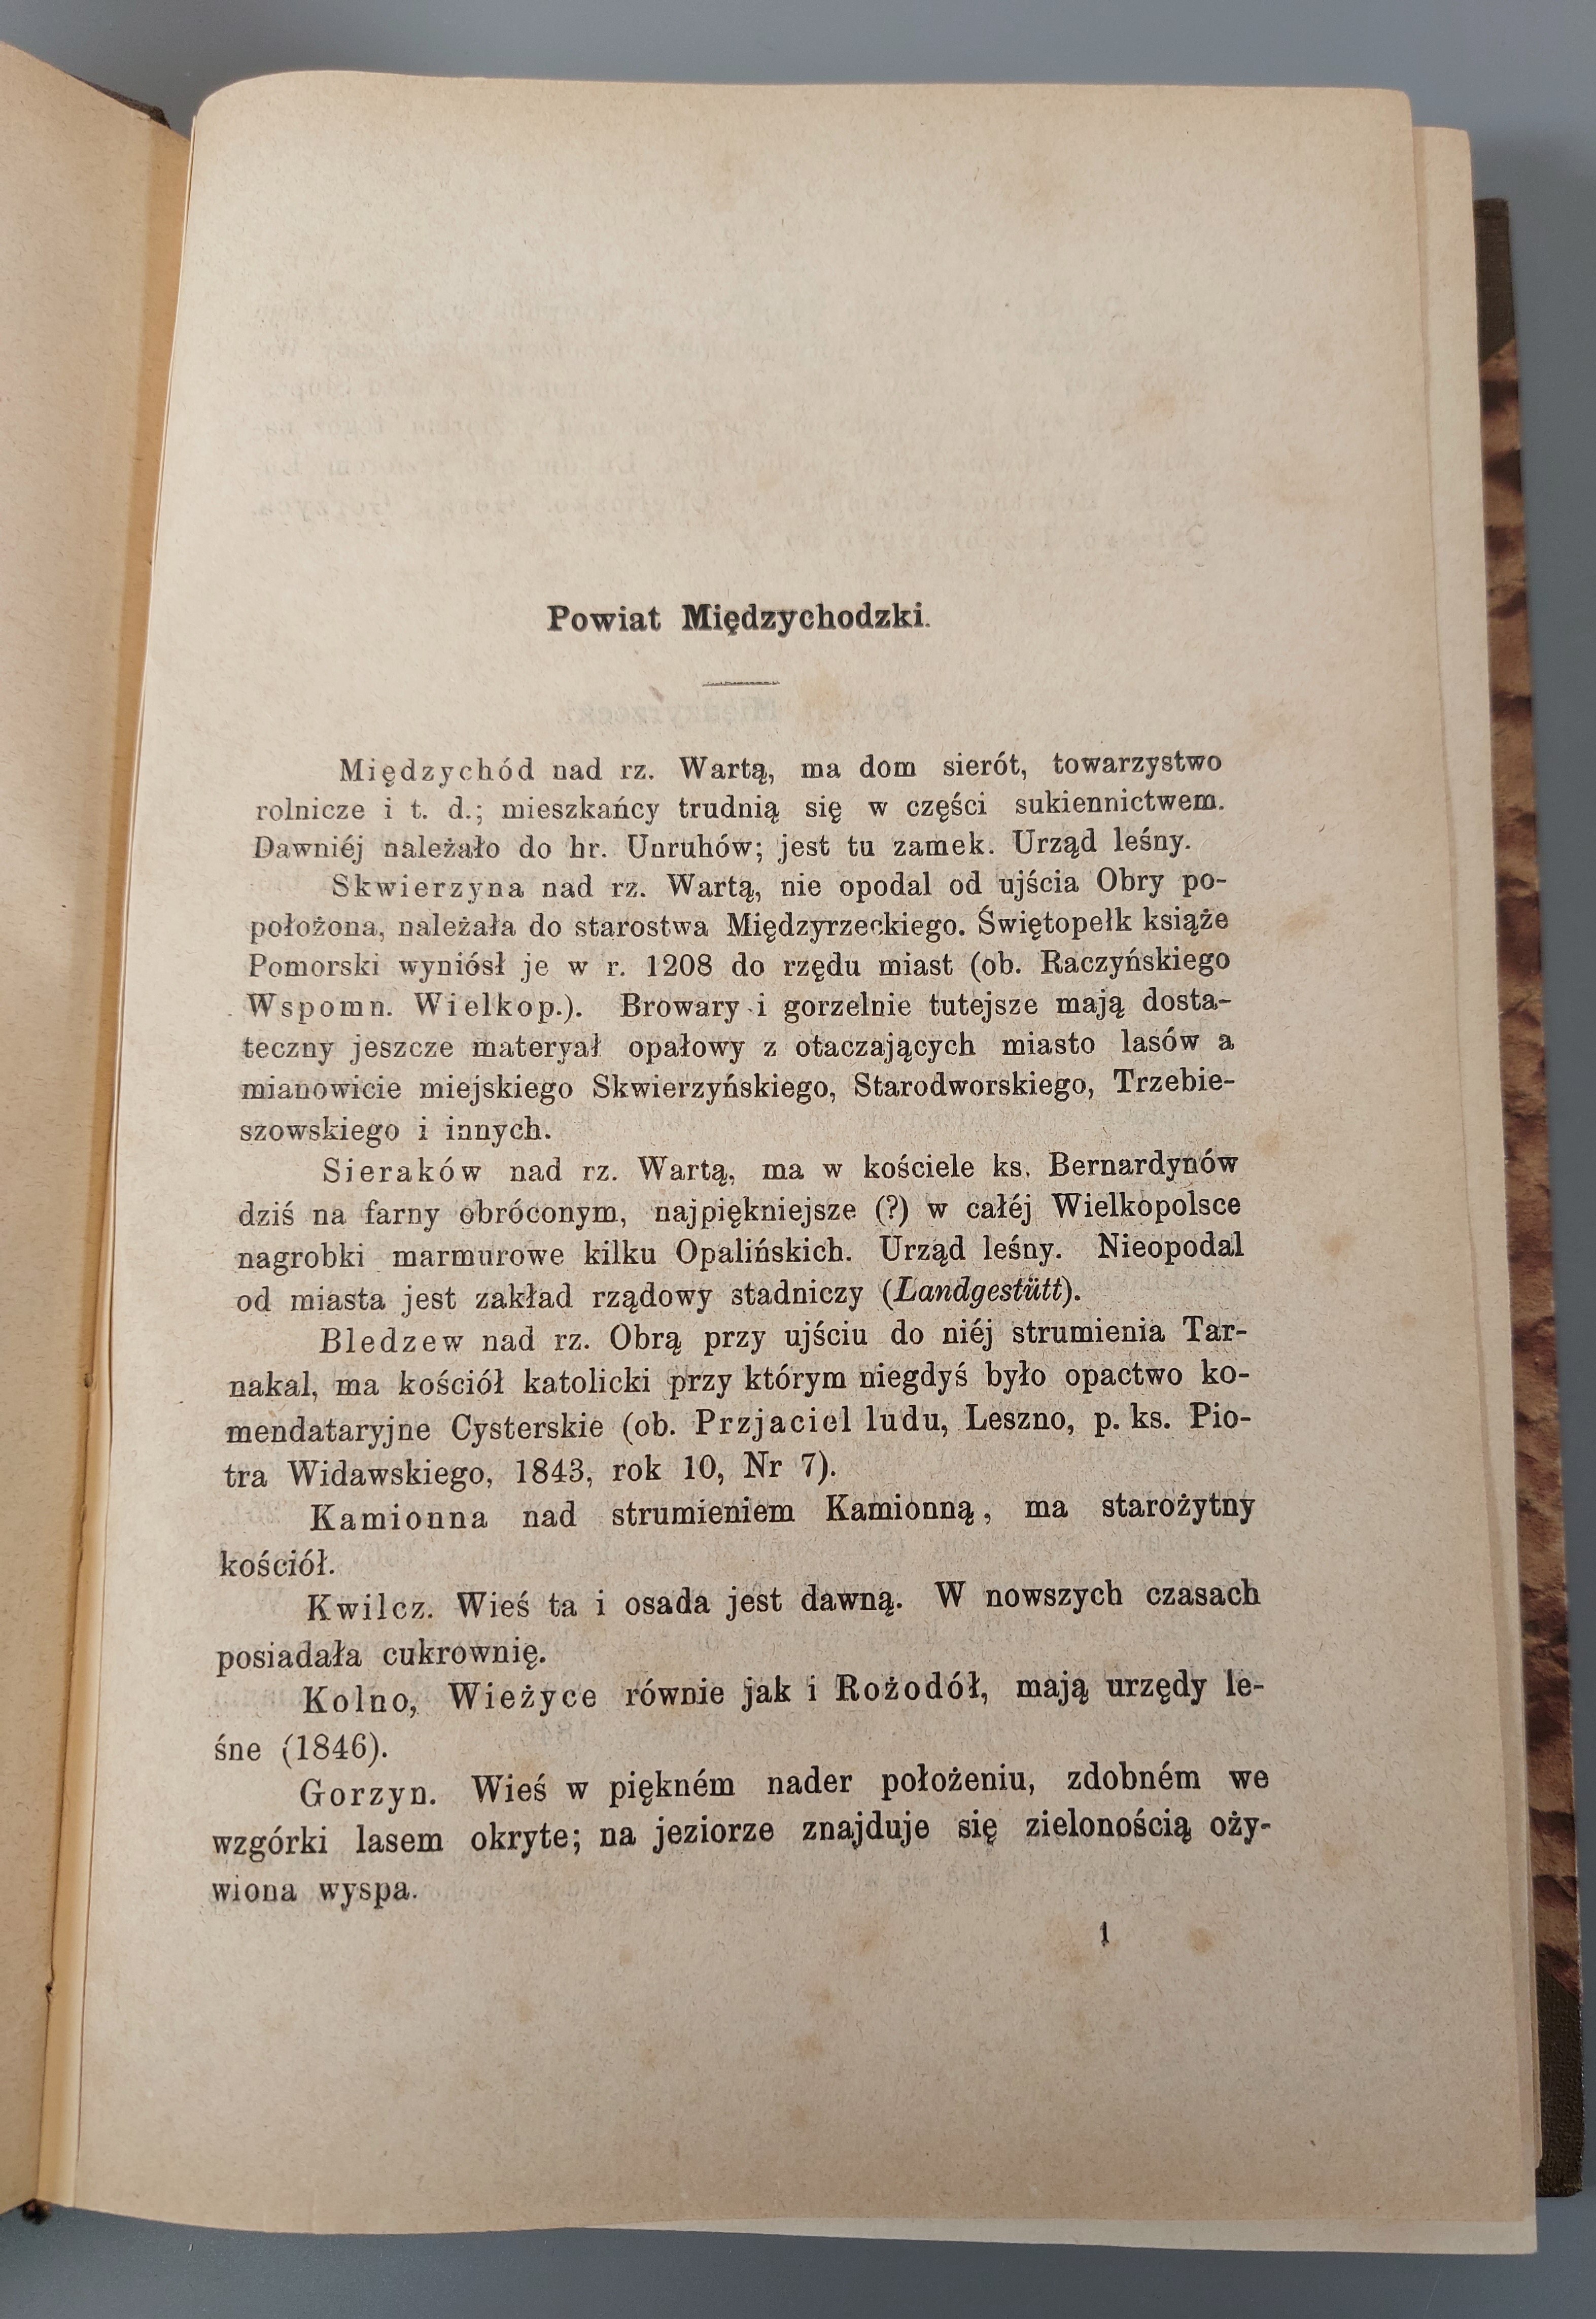 Powiat Międzychodzki.
Międzychód nad rz. Wartą, ma dom sierót, towarzystwo
rolnicze i t. d.; mieszkańcy trudnią się w części sukiennictwem.
Dawniéj należało do hr. Unruhów; jest tu zamek. Urząd leśny.
Skwierzyna nad rz. Wartą, nie opodal od ujścia Obry po-
położona, należała do starostwa Międzyrzeckiego. Świętopełk książe
Pomorski wyniósł je w r. 1208 do rzędu miast (ob. Raczyńskiego
Wspomn. Wielkop.). Browary i gorzelnie tutejsze mają dosta-
teczny jeszcze materyał opałowy z otaczających miasto lasów a
mianowicie miejskiego Skwierzyńskiego, Starodworskiego, Trzebie-
szowskiego i innych.
Sieraków nad rz. Wartą, ma w kościele ks. Bernardynów
dziś na farny obróconym, najpiękniejsze (?) w całéj Wielkopolsce
nagrobki marmurowe kilku Opalińskich. Urząd leśny. Nieopodal
od miasta jest zakład rządowy stadniczy (Landgestütt).
Bledzew nad rz. Obrą przy ujściu do niéj strumienia Tar-
nakal, ma kościół katolicki przy którym niegdyś było opactwo ko-
mendataryjne Cysterskie (ob. Przjaciel ludu, Leszno, p. ks. Pio-
tra Widawskiego, 1843, rok 10, Nr 7).
Kamionna nad strumieniem Kamionną, ma starożytny
kościół.
Kwilcz. Wieś ta i osada jest dawną. W nowszych czasach
posiadała cukrownię.
Kolno, Wieżyce równie jak i Rożodół, mają urzędy le-
śne (1846).
Gorzyn. Wieś w piękném nader położeniu, zdobném we
wzgórki lasem okryte; na jeziorze znajduje się zielonością oży-
wiona wyspa.
1